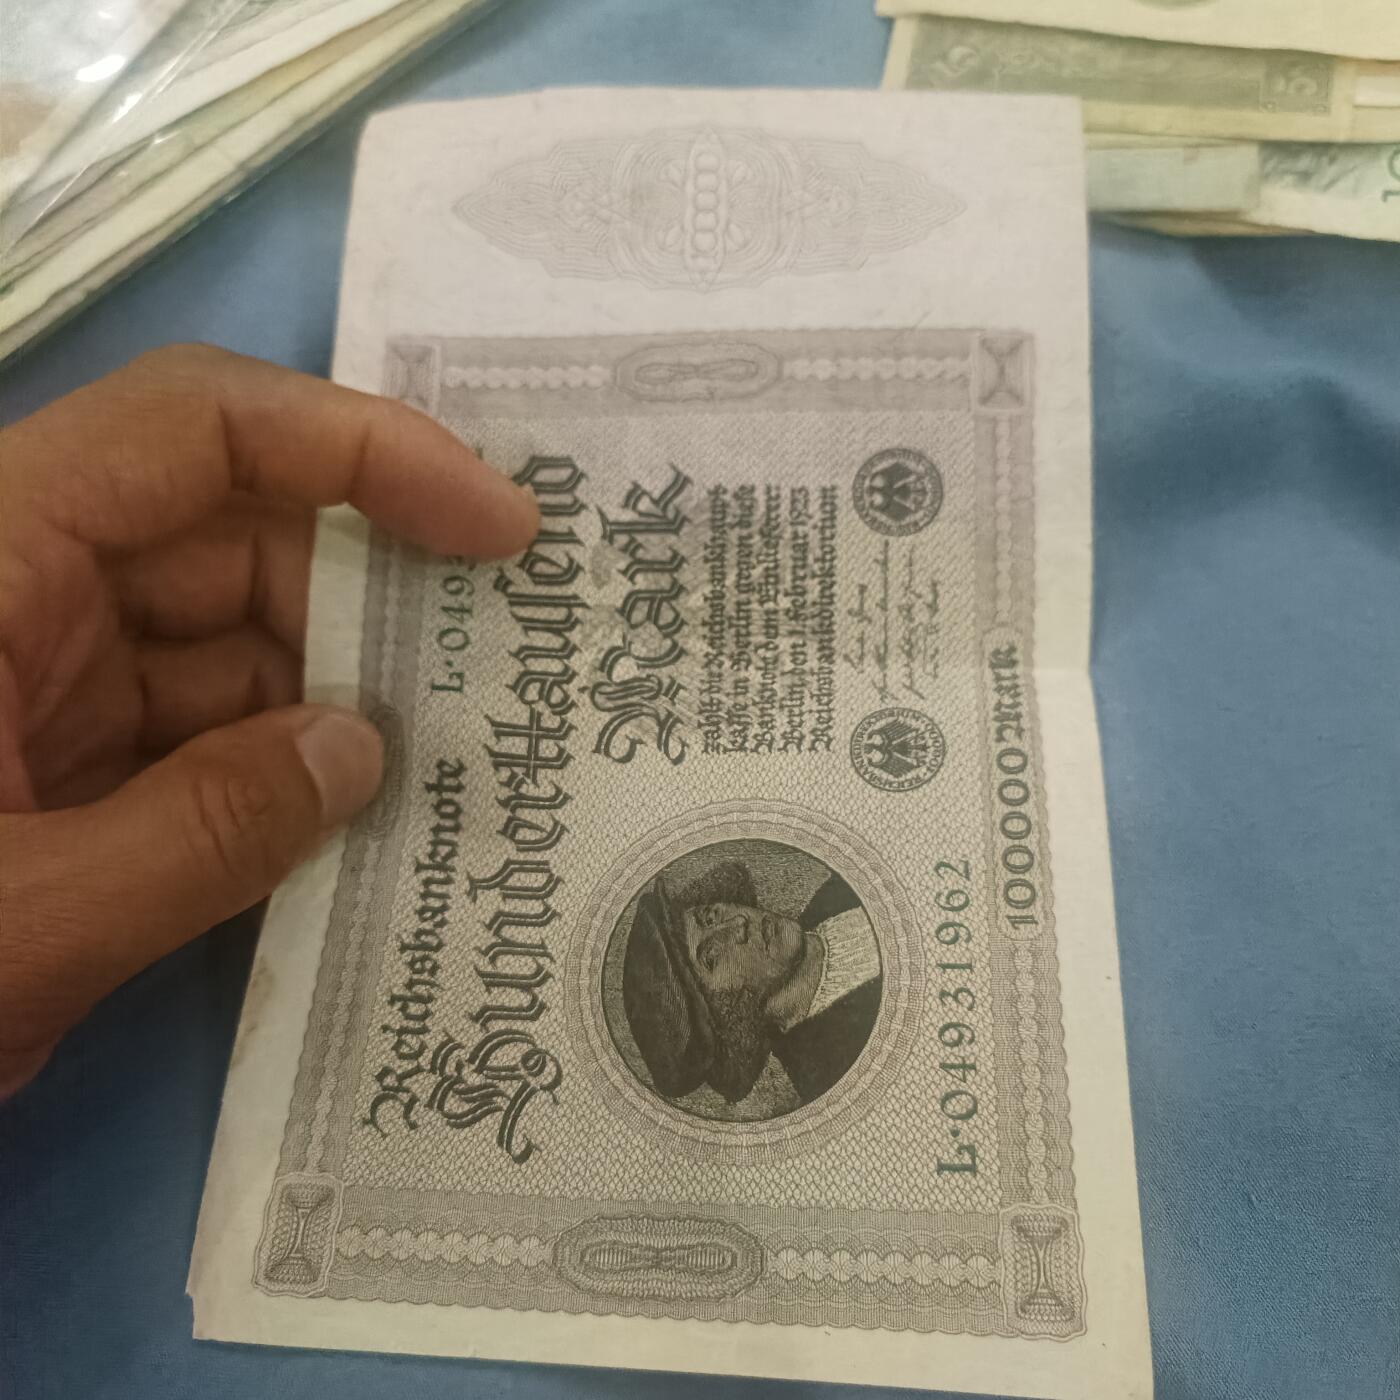 Reichsbanknote
L·049
Hunderttausend
Mark
zahlt die Reichsbankhaupt-
kasse in Berlin gegen diese
Banknote dem Einlieferer
Berlin, den 1. Februar 1923
Reichsbankdirektorium
L·04931962
100000 Mark